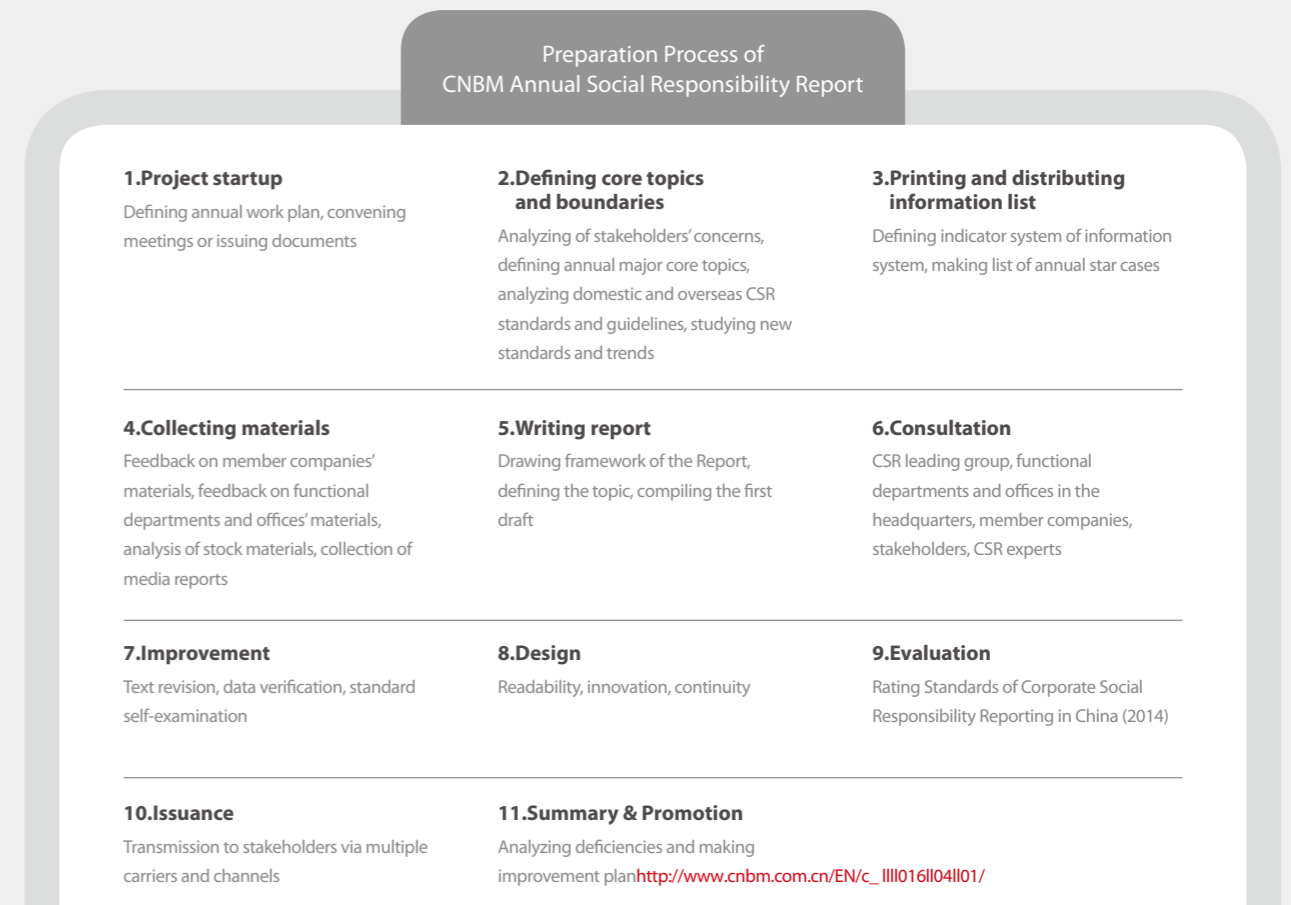 Preparation Process of
CNBM Annual Social Responsibility Report
1.Project startup
Defining annual work plan, convening
meetings or issuing documents
2.Defining core topics
and boundaries
Analyzing of stakeholders' concerns,
defining annual major core topics,
analyzing domestic and overseas CSR
standards and guidelines, studying new
standards and trends
3.Printing and distributing
information list
Defining indicator system of information
system, making list of annual star cases
4.Collecting materials
Feedback on member companies'
materials, feedback on functional
departments and offices' materials,
analysis of stock materials, collection of
media reports
5.Writing report
Drawing framework of the Report,
defining the topic, compiling the first
draft
6.Consultation
CSR leading group, functional
departments and offices in the
headquarters, member companies,
stakeholders, CSR experts
7.Improvement
Text revision, data verification, standard
self-examination
8.Design
Readability, innovation, continuity
9.Evaluation
Rating Standards of Corporate Social
Responsibility Reporting in China (2014)
10.Issuance
Transmission to stakeholders via multiple
carriers and channels
11.Summary & Promotion
Analyzing deficiencies and making
improvement planhttp://www.cnbm.com.cn/EN/c_ llll016ll04ll01/